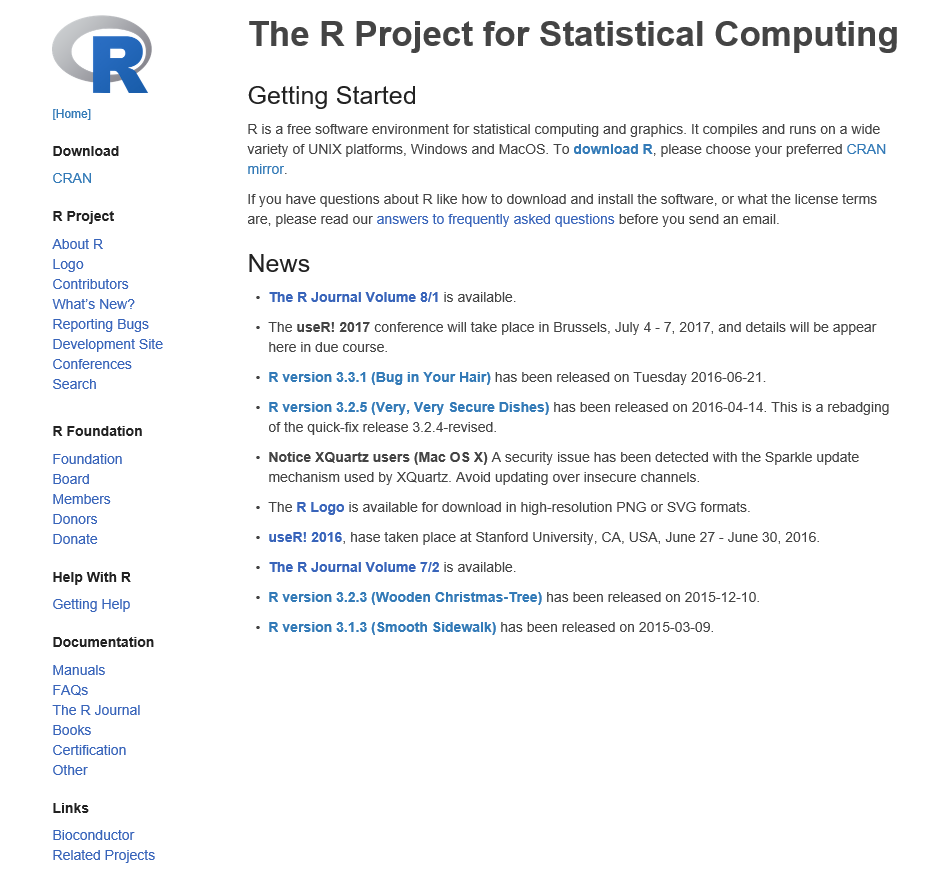 R
[Home]
Download
CRAN
R Project
About R
Logo
Contributors
What's New?
Reporting Bugs
Development Site
Conferences
Search
R Foundation
Foundation
Board
Members
Donors
Donate
Help With R
Getting Help
Documentation
Manuals
FAQs
The R Journal
Books
Certification
Other
Links
Bioconductor
Related Projects
The R Project for Statistical Computing
Getting Started
R is a free software environment for statistical computing and graphics. It compiles and runs on a wide
variety of UNIX platforms, Windows and MacOS. To download R, please choose your preferred CRAN
mirror.
If you have questions about R like how to download and install the software, or what the license terms
are, please read our answers to frequently asked questions before you send an email.
News
• The R Journal Volume 8/1 is available.
• The useR! 2017 conference will take place in Brussels, July 4 - 7, 2017, and details will be appear
here in due course.
• R version 3.3.1 (Bug in Your Hair) has been released on Tuesday 2016-06-21.
• R version 3.2.5 (Very, Very Secure Dishes) has been released on 2016-04-14. This is a rebadging
of the quick-fix release 3.2.4-revised.
• Notice XQuartz users (Mac OS X) A security issue has been detected with the Sparkle update
mechanism used by XQuartz. Avoid updating over insecure channels.
• The R Logo is available for download in high-resolution PNG or SVG formats.
• useR! 2016, hase taken place at Stanford University, CA, USA, June 27 - June 30, 2016.
• The R Journal Volume 7/2 is available.
• R version 3.2.3 (Wooden Christmas-Tree) has been released on 2015-12-10.
• R version 3.1.3 (Smooth Sidewalk) has been released on 2015-03-09.